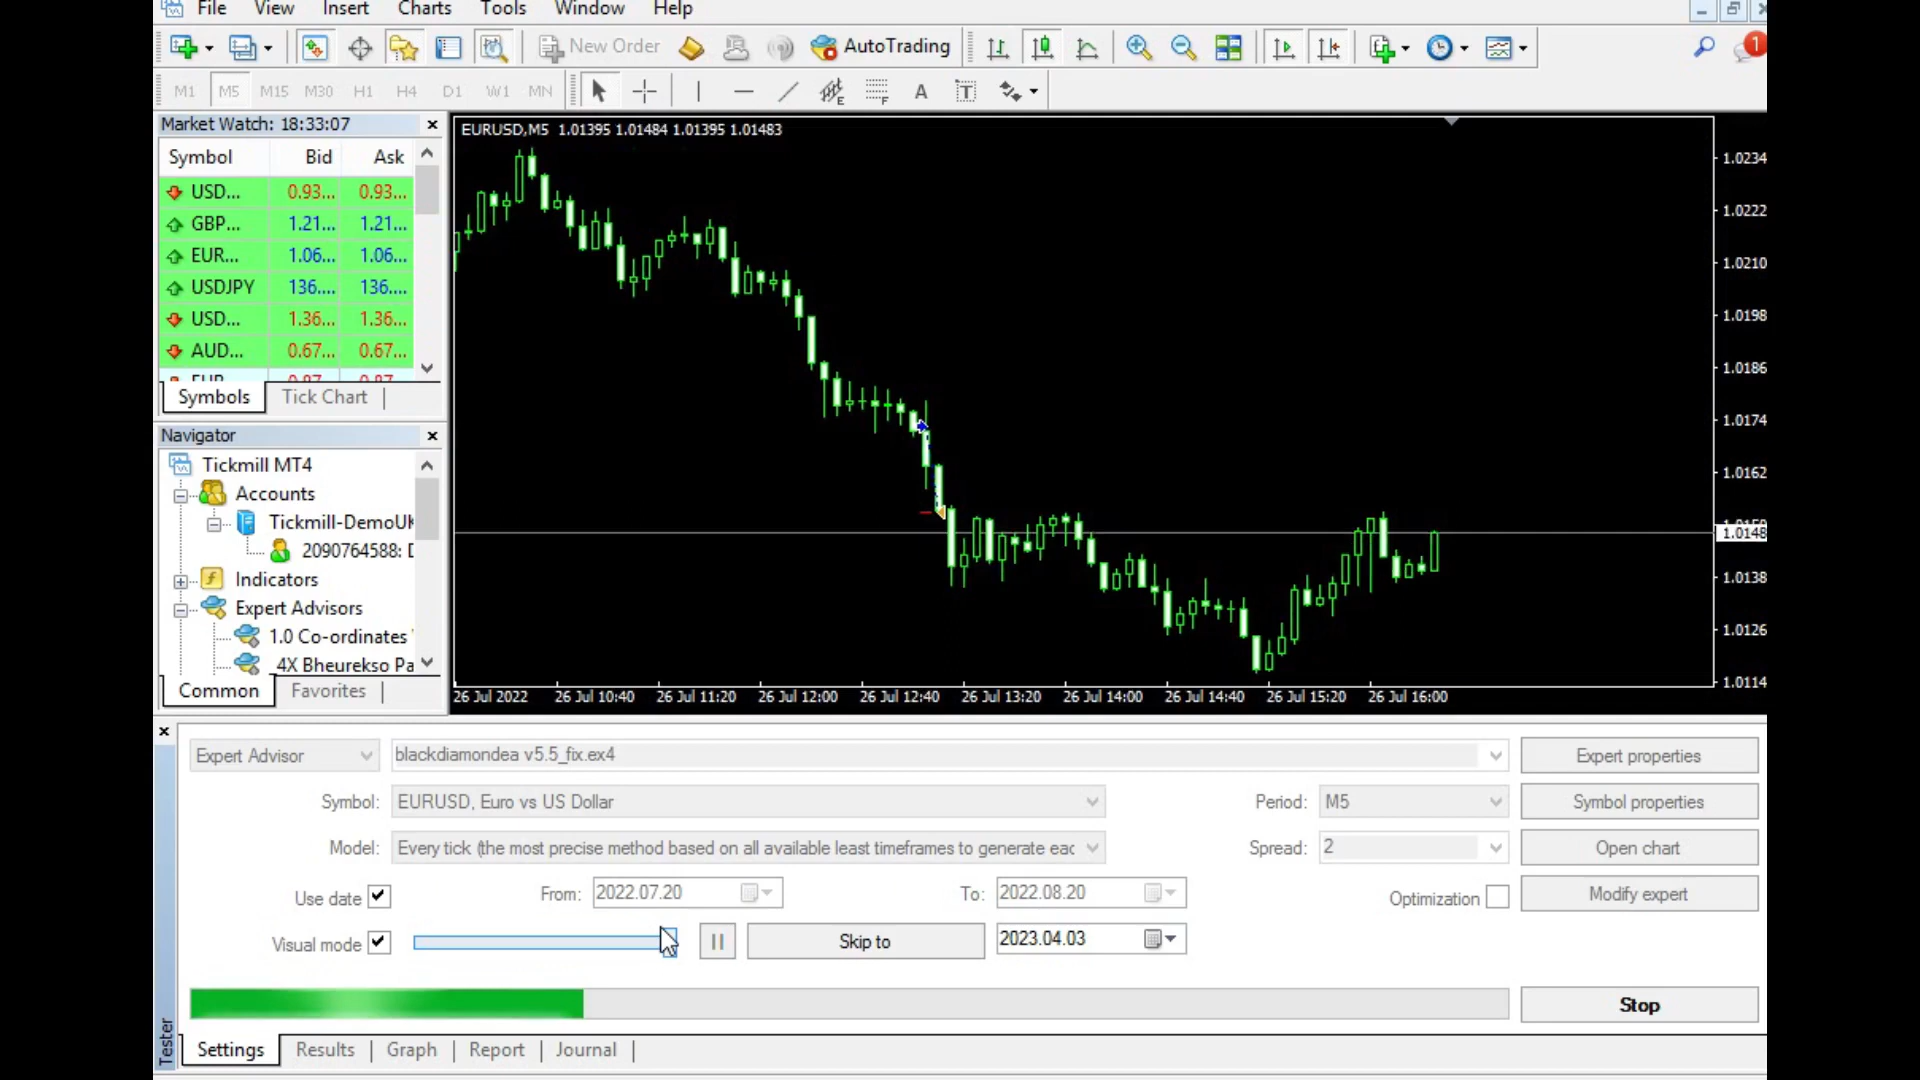 File View Insert Charts Tools Window Help
New Order AutoTrading 1
M1 M5 M15 M30 H1 H4 D1 W1 MN E F A T
Market Watch: 18:33:07
Symbol Bid Ask
USD... 0.93... 0.93...
GBP... 1.21... 1.21...
EUR... 1.06... 1.06...
USDJPY 136.... 136....
USD... 1.36... 1.36...
AUD... 0.67... 0.67...
Symbols Tick Chart
Navigator
Tickmill MT4
Accounts
Tickmill-DemoUK
2090764588: D
Indicators
Expert Advisors
1.0 Co-ordinates
4X Bheurekso Pa
Common Favorites
EURUSD,M5 1.01395 1.01484 1.01395 1.01483
1.0234
1.0222
1.0210
1.0198
1.0186
1.0174
1.0162
1.0148
1.0138
1.0126
1.0114
26 Jul 2022 26 Jul 10:40 26 Jul 11:20 26 Jul 12:00 26 Jul 12:40 26 Jul 13:20 26 Jul 14:00 26 Jul 14:40 26 Jul 15:20 26 Jul 16:00
Expert Advisor blackdiamondea v5.5_fix.ex4 Expert properties
Symbol: EURUSD, Euro vs US Dollar Period: M5 Symbol properties
Model: Every tick (the most precise method based on all available least timeframes to generate eac Spread: 2 Open chart
Use date From: 2022.07.20 To: 2022.08.20 Optimization Modify expert
Visual mode Skip to 2023.04.03
Stop
Tester
Settings Results Graph Report Journal